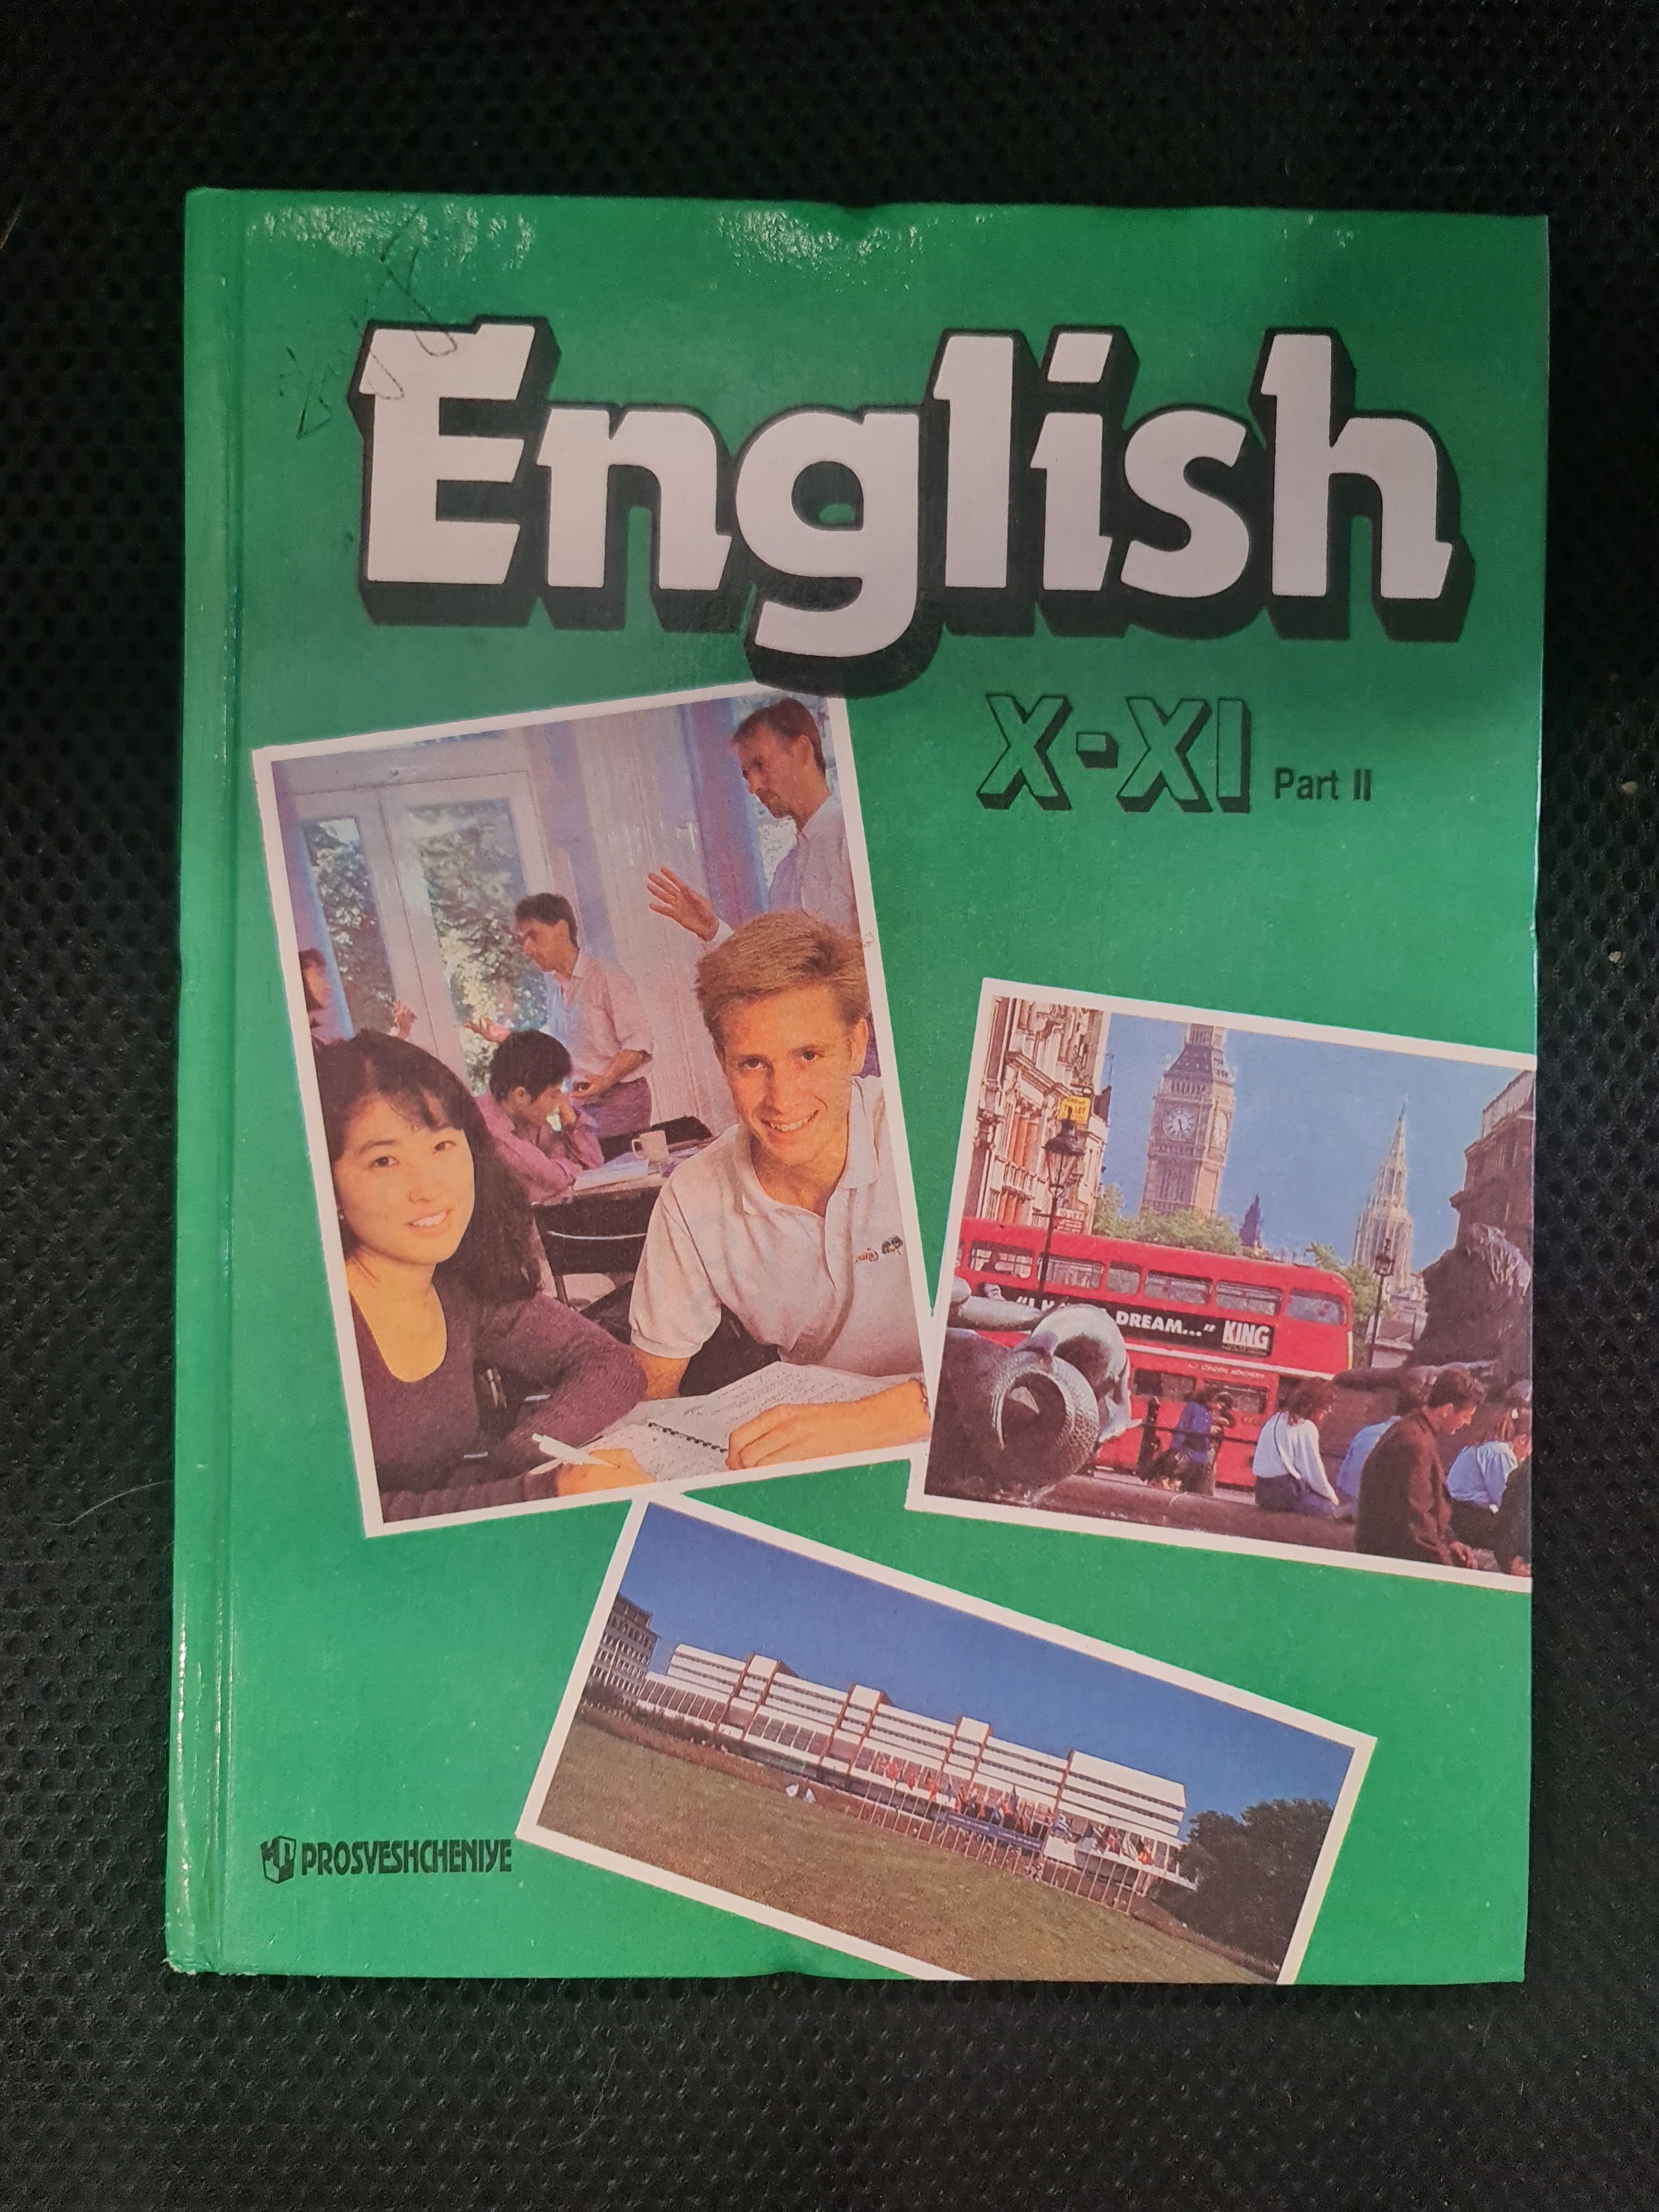 English
X-XI Part II
DREAM..." KING
PROSVESHCHENIYE